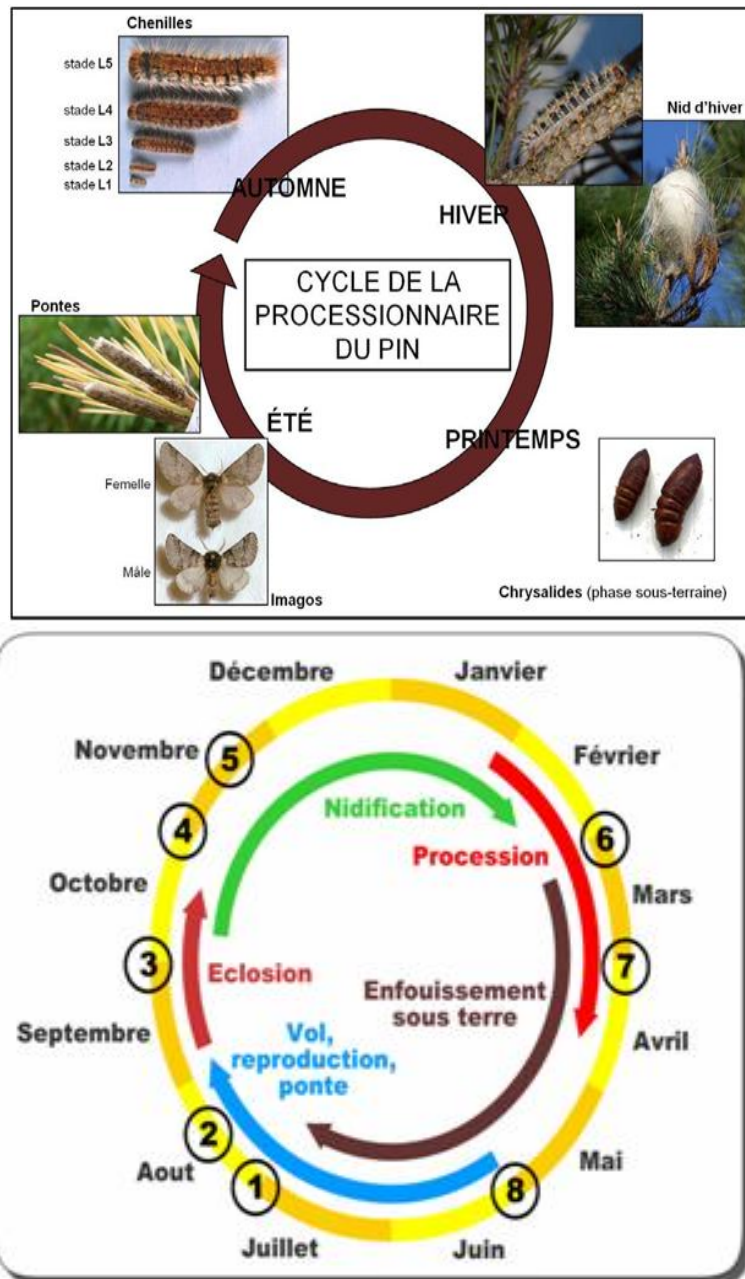 Chenilles
stade L5
stade L4
stade L3
stade L2
stade L1
AUTOMNE
HIVER
Nid d'hiver
CYCLE DE LA
PROCESSIONNAIRE
DU PIN
Pontes
ÉTÉ
PRINTEMPS
Femelle
Mâle
Imagos
Chrysalides (phase sous-terraine)
Décembre
Janvier
Novembre
5
Février
4
Nidification
6
Procession
Octobre
Mars
3
Eclosion
7
Enfouissement
sous terre
Septembre
Vol,
reproduction,
ponte
Avril
2
Aout
1
8
Mai
Juillet
Juin